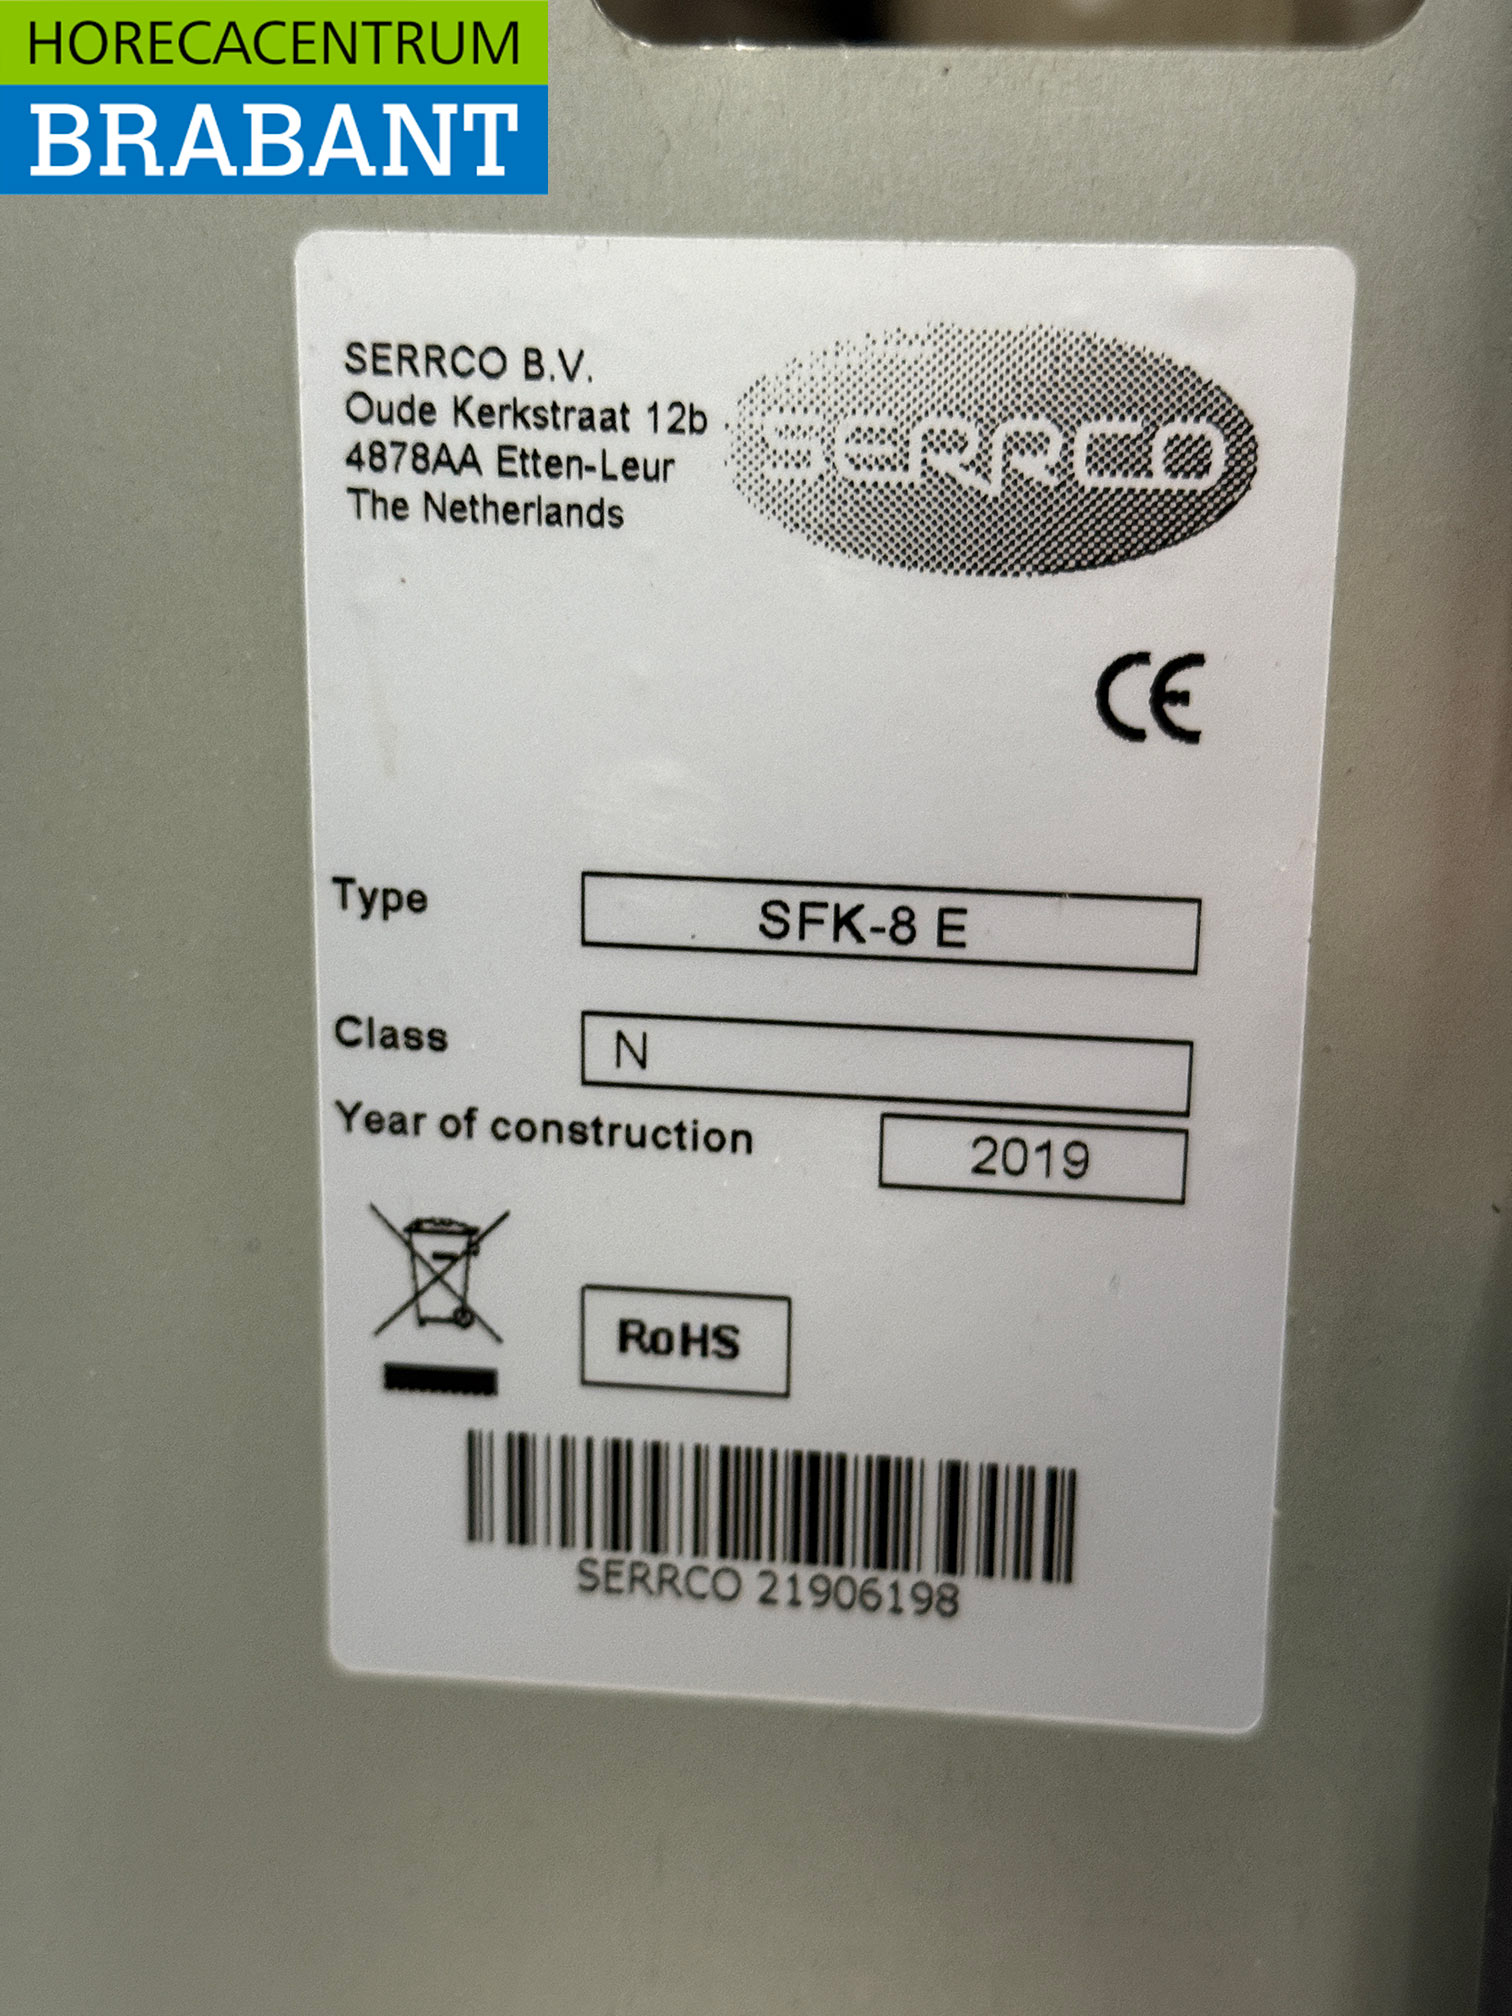 HORECACENTRUM
BRABANT
SERRCO B.V.
Oude Kerkstraat 12b
4878AA Etten-Leur
The Netherlands
SERRCO
CE
Type SFK-8 E
Class N
Year of construction 2019
RoHS
SERRCO 21906198